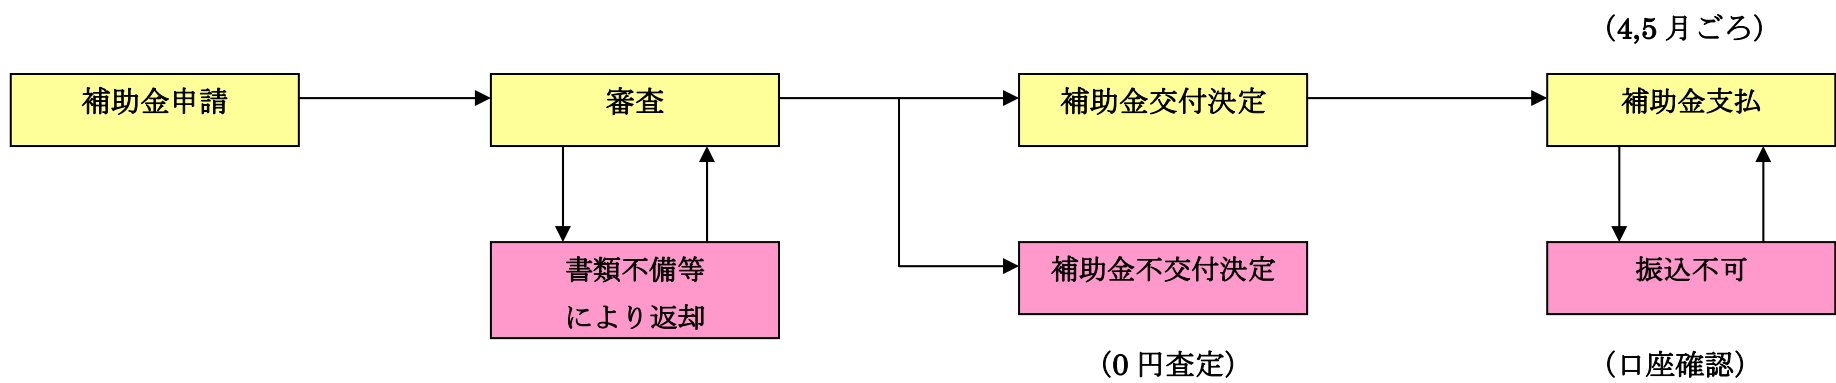 （4,5 月ごろ）
補助金申請
審査
補助金交付決定
補助金支払
書類不備等
により返却
補助金不交付決定
振込不可
（0 円査定）
（口座確認）